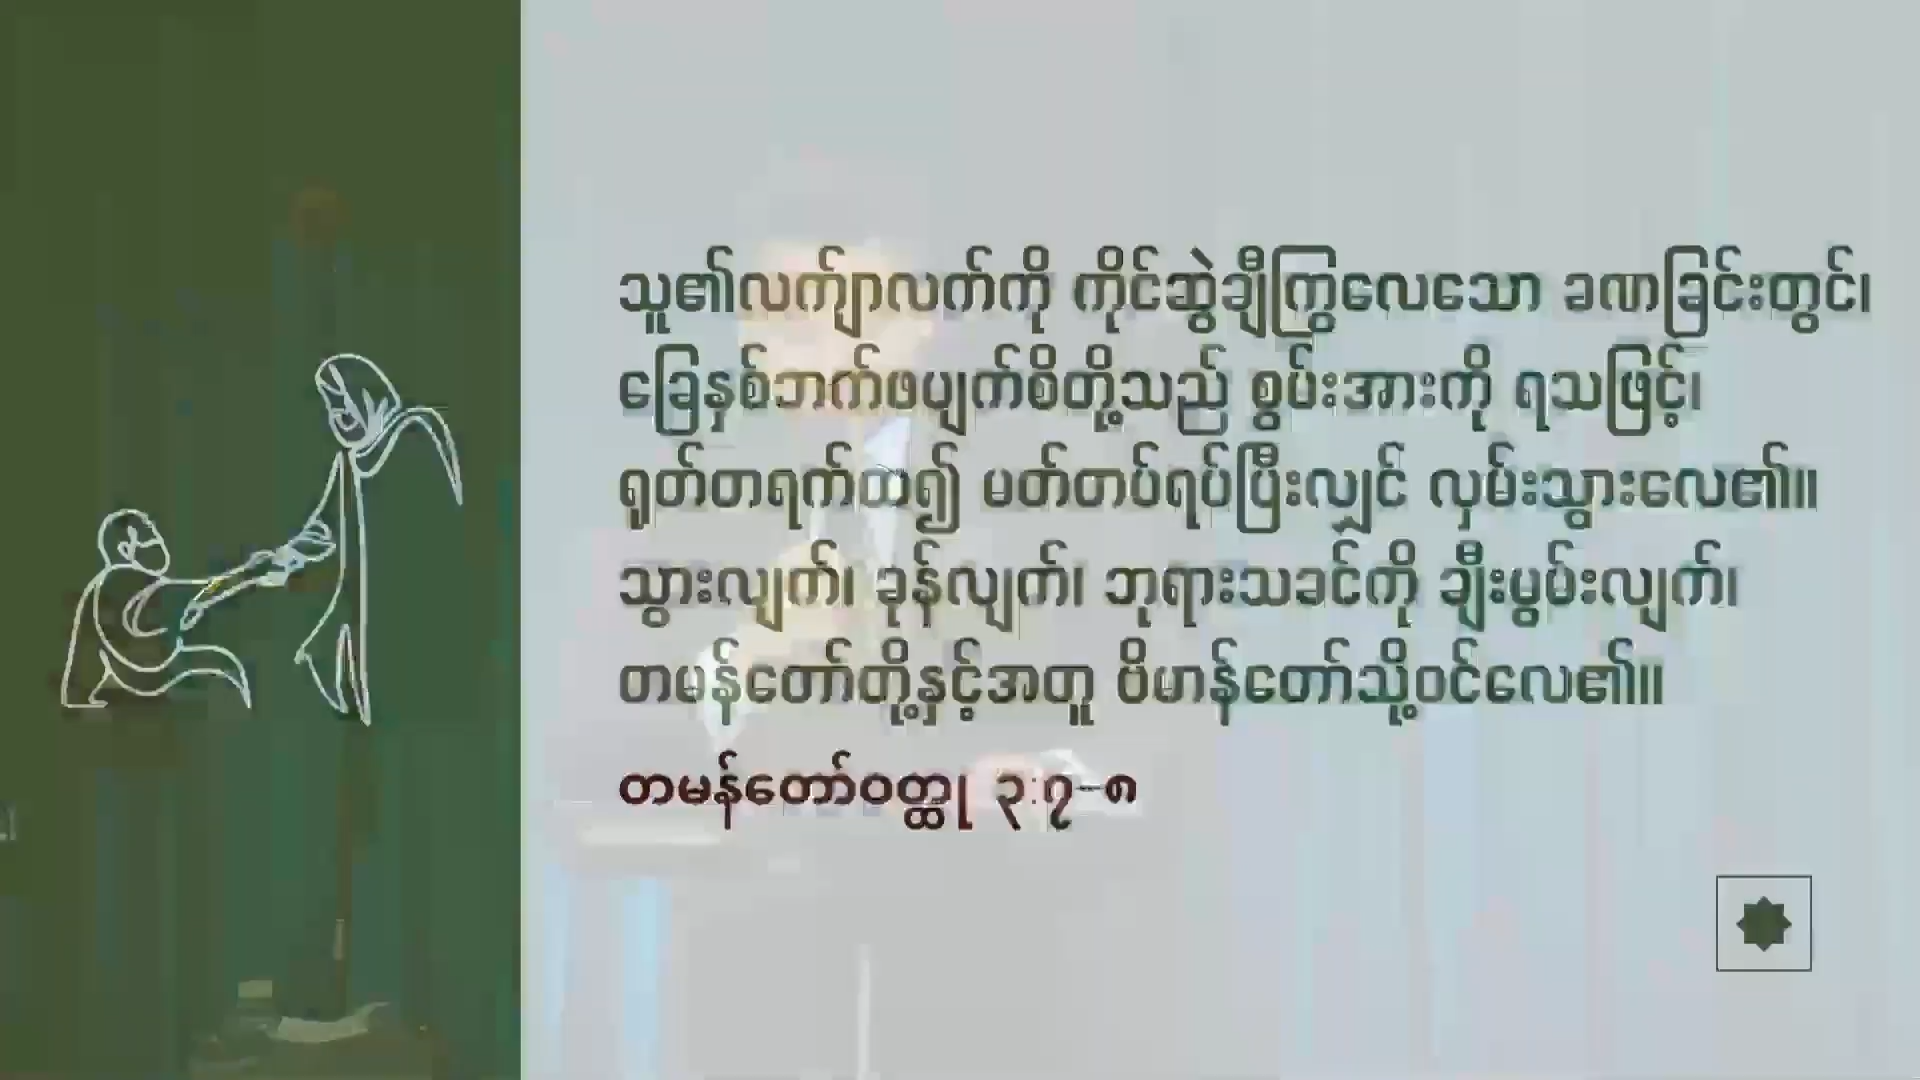 သူ၏လက်ျာလက်ကို ကိုင်ဆွဲချီကြွလေသော ခဏခြင်းတွင်၊
ခြေနှစ်ဘက်ဖပျက်စိတို့သည် စွမ်းအားကို ရသဖြင့်၊
ရုတ်တရက်ထ၍ မတ်တပ်ရပ်ပြီးလျှင် လှမ်းသွားလေ၏။
သွားလျက်၊ ခုန်လျက်၊ ဘုရားသခင်ကို ချီးမွမ်းလျက်၊
တမန်တော်တို့နှင့်အတူ ဗိမာန်တော်သို့ဝင်လေ၏။
တမန်တော်ဝတ္ထု ၃:၇-၈